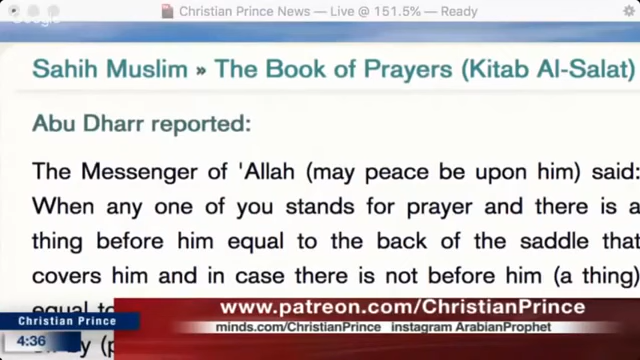 Christian Prince News — Live @ 151.5% — Ready
Sahih Muslim » The Book of Prayers (Kitab Al-Salat)
Abu Dharr reported:
The Messenger of 'Allah (may peace be upon him) said:
When any one of you stands for prayer and there is a
thing before him equal to the back of the saddle that
covers him and in case there is not before him (a thing)
equal to
www.patreon.com/ChristianPrince
Christian Prince
minds.com/ChristianPrince instagram ArabianProphet
4:36